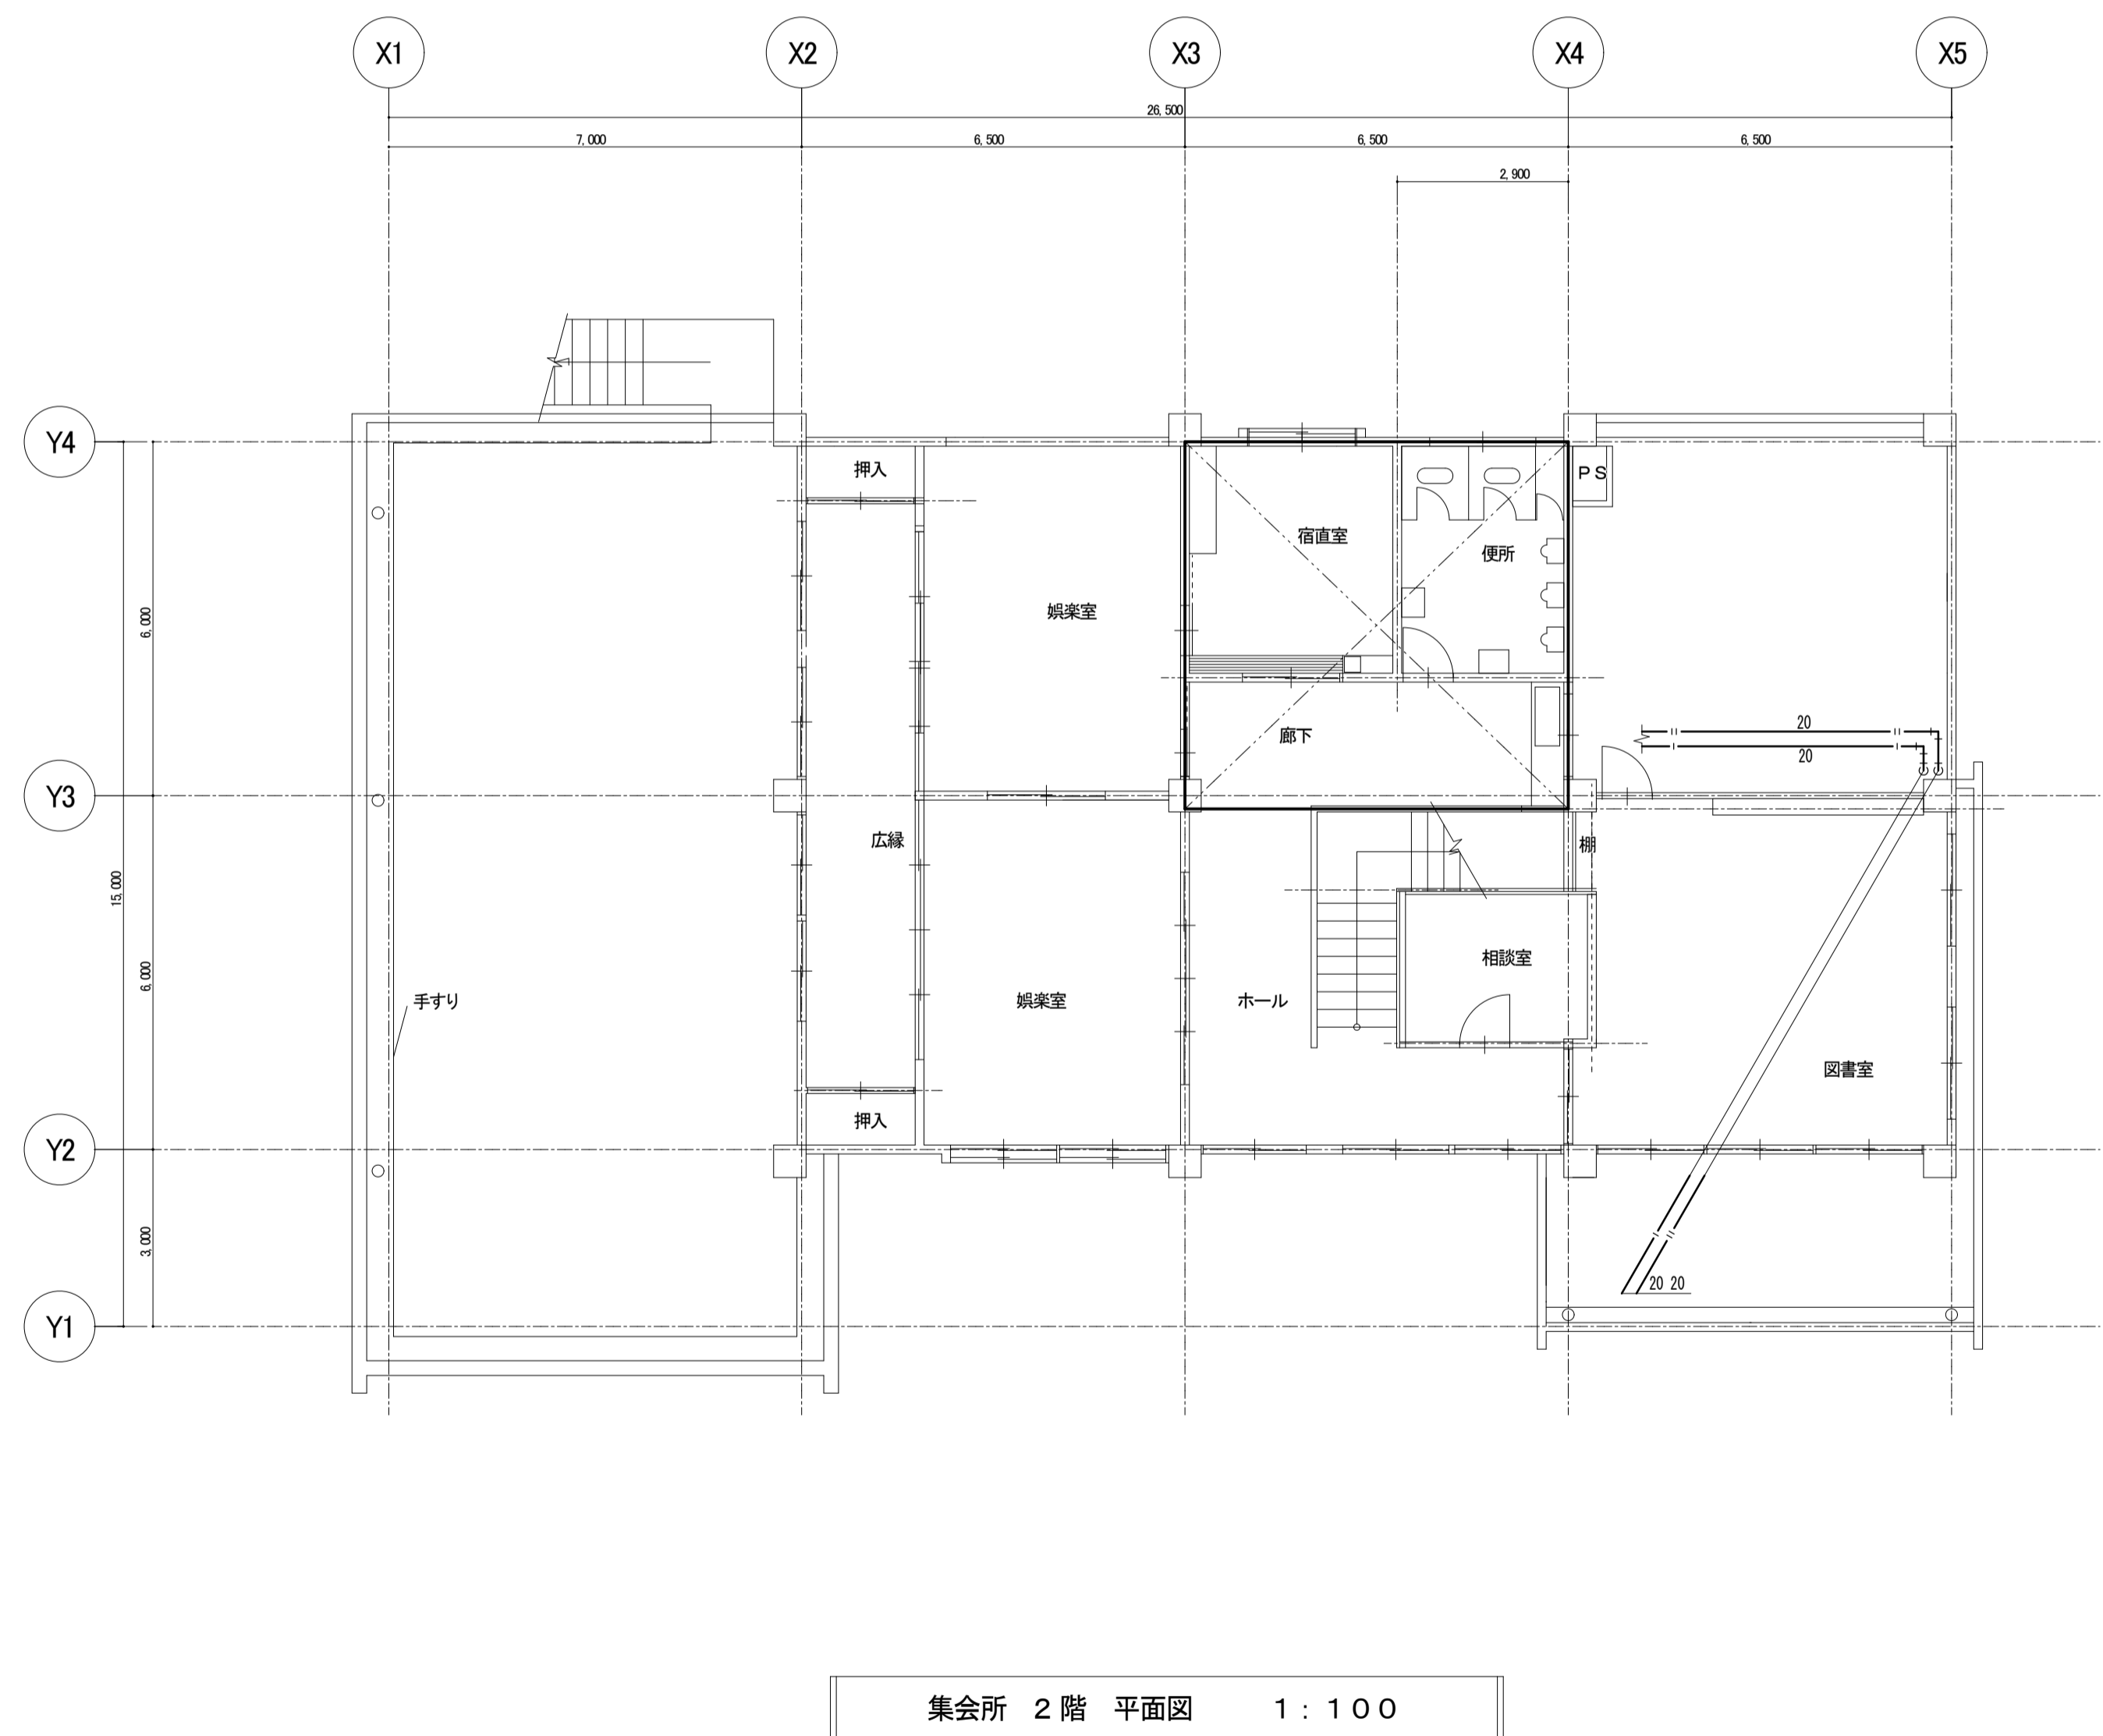 X1
X2
X3
X4
X5
26,500
7,000
6,500
6,500
6,500
2,900
Y4
押入
PS
宿直室
便所
6,000
娯楽室
20
廊下
20
Y3
広縁
棚
15,000
相談室
6,000
手すり
娯楽室
ホール
図書室
押入
Y2
3,000
20 20
Y1
集会所 2階 平面図 1:100